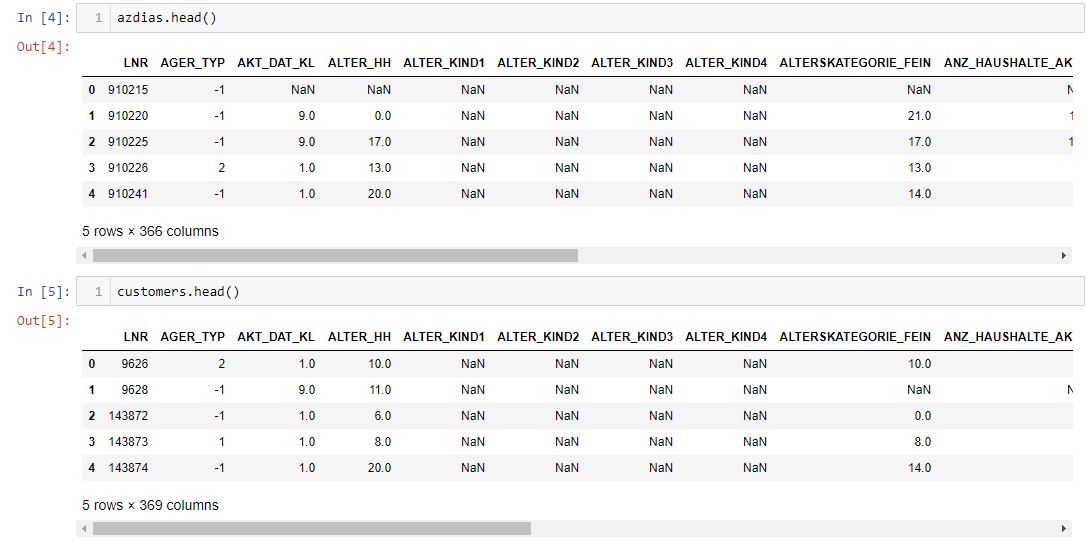 In [4]: 1 azdias.head()
Out[4]:
LNR AGER_TYP AKT_DAT_KL ALTER_HH ALTER_KIND1 ALTER_KIND2 ALTER_KIND3 ALTER_KIND4 ALTERSKATEGORIE_FEIN ANZ_HAUSHALTE_AK
0 910215 -1 NaN NaN NaN NaN NaN NaN NaN
1 910220 -1 9.0 0.0 NaN NaN NaN NaN 21.0
2 910225 -1 9.0 17.0 NaN NaN NaN NaN 17.0
3 910226 2 1.0 13.0 NaN NaN NaN NaN 13.0
4 910241 -1 1.0 20.0 NaN NaN NaN NaN 14.0
5 rows × 366 columns
In [5]: 1 customers.head()
Out[5]:
LNR AGER_TYP AKT_DAT_KL ALTER_HH ALTER_KIND1 ALTER_KIND2 ALTER_KIND3 ALTER_KIND4 ALTERSKATEGORIE_FEIN ANZ_HAUSHALTE_AK
0 9626 2 1.0 10.0 NaN NaN NaN NaN 10.0
1 9628 -1 9.0 11.0 NaN NaN NaN NaN NaN
2 143872 -1 1.0 6.0 NaN NaN NaN NaN 0.0
3 143873 1 1.0 8.0 NaN NaN NaN NaN 8.0
4 143874 -1 1.0 20.0 NaN NaN NaN NaN 14.0
5 rows × 369 columns